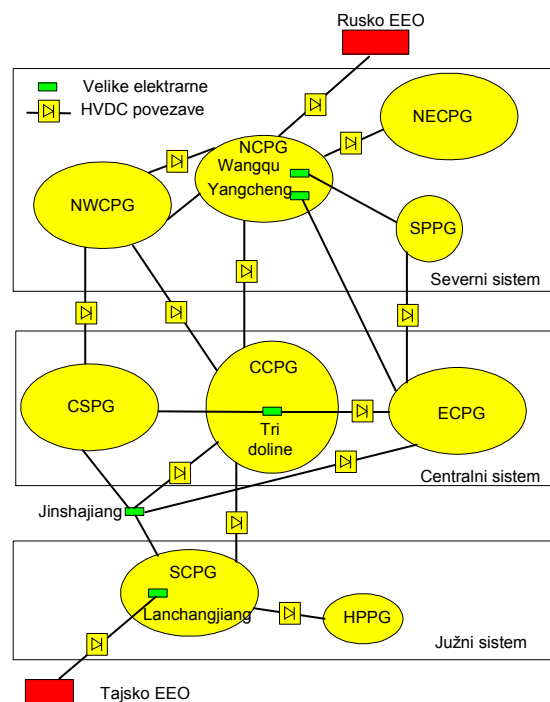 Rusko EEO
Velike elektrarne
HVDC povezave
NCPG
Wangqu
Yangcheng
NECPG
NWCPG
SPPG
Severni sistem
CCPG
CSPG
Tri
doline
ECPG
Centralni sistem
Jinshajiang
SCPG
Lanchangjiang
HPPG
Južni sistem
Tajsko EEO